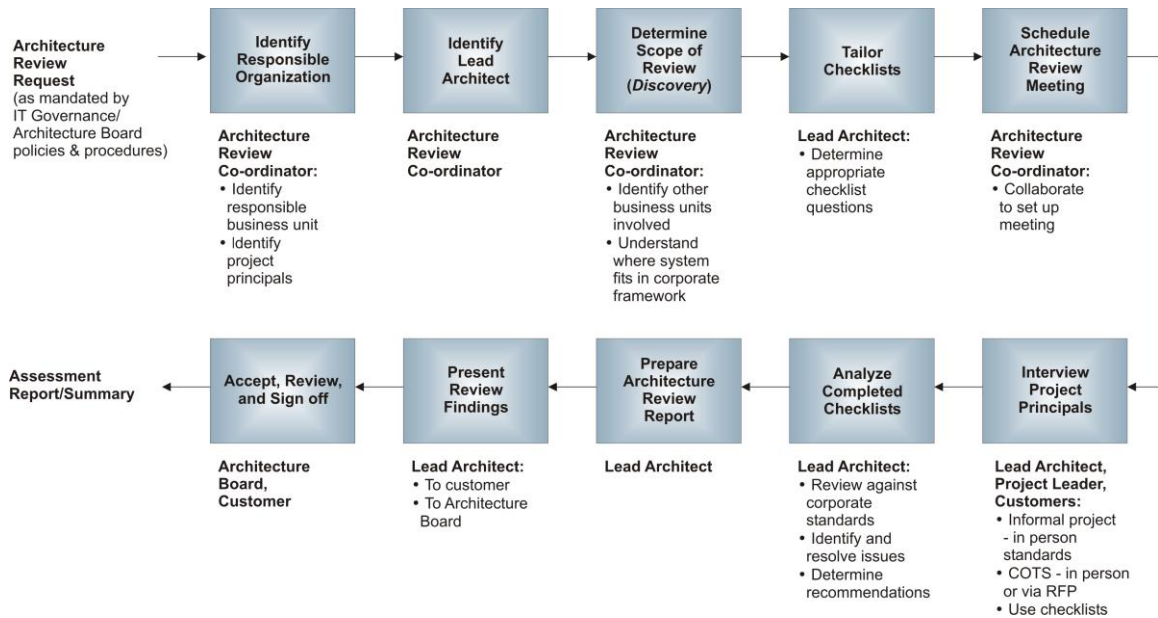 Architecture
Review
Request
(as mandated by
IT Governance/
Architecture Board
policies & procedures)
Identify
Responsible
Organization
Architecture
Review
Co-ordinator:
• Identify
responsible
business unit
• Identify
project
principals
Identify
Lead
Architect
Architecture
Review
Co-ordinator
Determine
Scope of
Review
(Discovery)
Architecture
Review
Co-ordinator:
• Identify other
business units
involved
• Understand
where system
fits in corporate
framework
Tailor
Checklists
Lead Architect:
• Determine
appropriate
checklist
questions
Schedule
Architecture
Review
Meeting
Architecture
Review
Co-ordinator:
• Collaborate
to set up
meeting
Interview
Project
Principals
Lead Architect,
Project Leader,
Customers:
• Informal project
- in person
standards
• COTS - in person
or via RFP
• Use checklists
Analyze
Completed
Checklists
Lead Architect:
• Review against
corporate
standards
• Identify and
resolve issues
• Determine
recommendations
Prepare
Architecture
Review
Report
Lead Architect
Present
Review
Findings
Lead Architect:
• To customer
• To Architecture
Board
Accept, Review,
and Sign off
Architecture
Board,
Customer
Assessment
Report/Summary